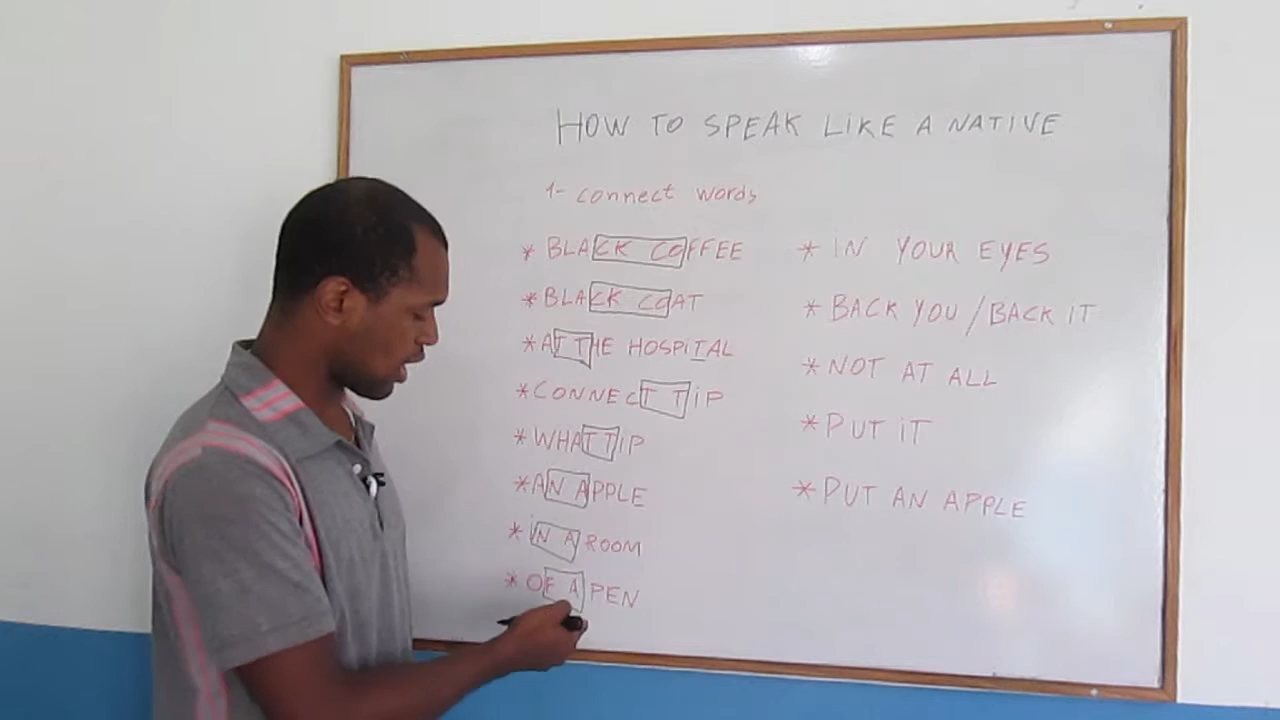 HOW TO SPEAK LIKE A NATIVE
1- connect words
* BLACK COFFEE
* BLACK COAT
* AT THE HOSPITAL
* CONNECT TIP
* WHAT TIP
* AN APPLE
* IN A ROOM
* OF A PEN
* IN YOUR EYES
* BACK YOU / BACK IT
* NOT AT ALL
* PUT IT
* PUT AN APPLE